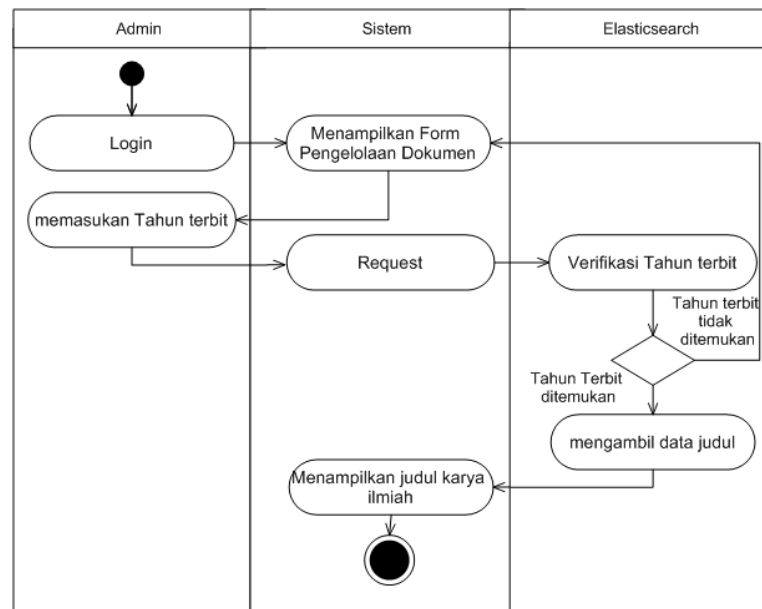 Admin
Sistem
Elasticsearch
Login
Menampilkan Form
Pengelolaan Dokumen
memasukan Tahun terbit
Request
Verifikasi Tahun terbit
Tahun terbit
tidak
ditemukan
Tahun Terbit
ditemukan
mengambil data judul
Menampilkan judul karya
ilmiah